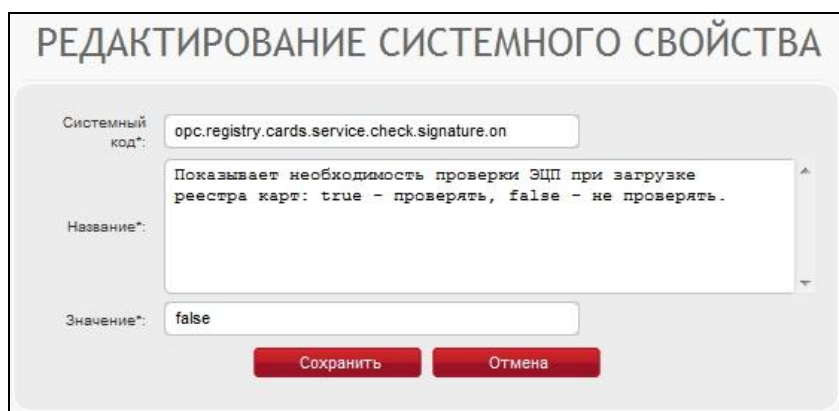 РЕДАКТИРОВАНИЕ СИСТЕМНОГО СВОЙСТВА
Системный
код*:
opc.registry.cards.service.check.signature.on
Название*:
Показывает необходимость проверки ЭЦП при загрузке
реестра карт: true – проверять, false – не проверять.
Значение*:
false
Сохранить
Отмена